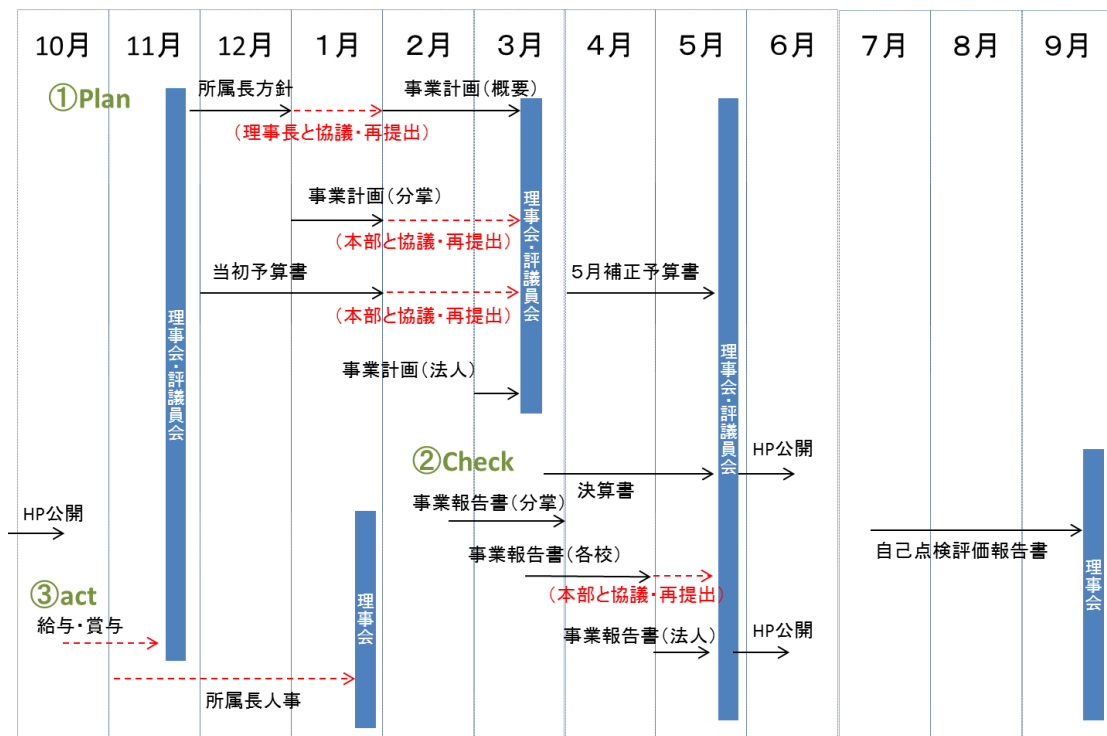 10月 11月 12月 1月 2月 3月 4月 5月 6月 7月 8月 9月
①Plan
所属長方針
事業計画(概要)
(理事長と協議・再提出)
事業計画(分掌)
(本部と協議・再提出)
当初予算書
(本部と協議・再提出)
5月補正予算書
事業計画(法人)
理事会・評議員会
理事会・評議員会
理事会・評議員会
②Check
決算書
HP公開
事業報告書(分掌)
HP公開
事業報告書(各校)
(本部と協議・再提出)
自己点検評価報告書
事業報告書(法人)
HP公開
③act
給与・賞与
所属長人事
理事会
理事会